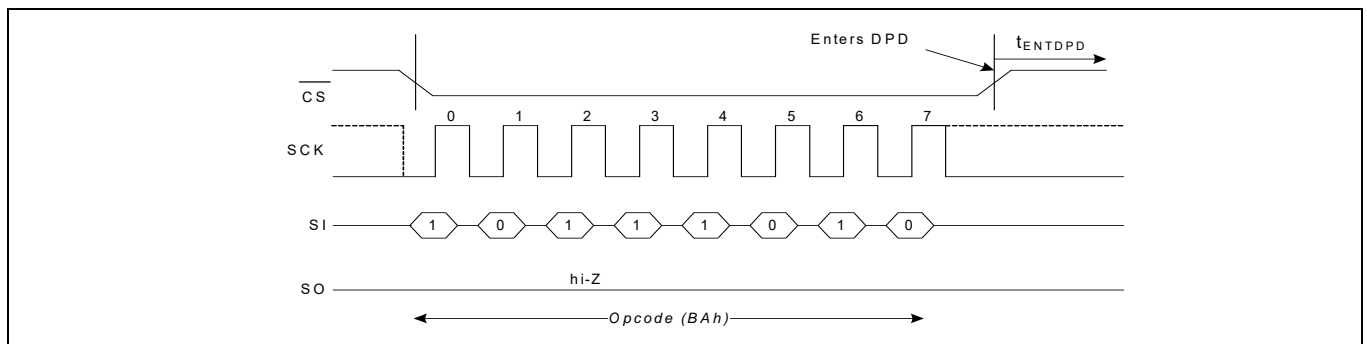 Enters DPD
tENTDPD
CS
0 1 2 3 4 5 6 7
SCK
SI 1 0 1 1 1 0 1 0
hi-Z
SO
Opcode (BAh)